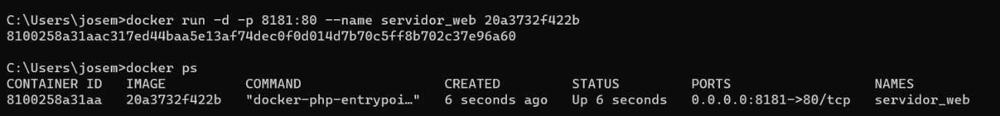 C:\Users\josem>docker run -d -p 8181:80 --name servidor_web 20a3732f422b
8100258a31aac317ed44baa5e13af74dec0f0d014d7b70c5ff8b702c37e96a60
C:\Users\josem>docker ps
CONTAINER ID   IMAGE          COMMAND                  CREATED         STATUS         PORTS                  NAMES
8100258a31aa   20a3732f422b   "docker-php-entrypoi…"   6 seconds ago   Up 6 seconds   0.0.0.0:8181->80/tcp   servidor_web